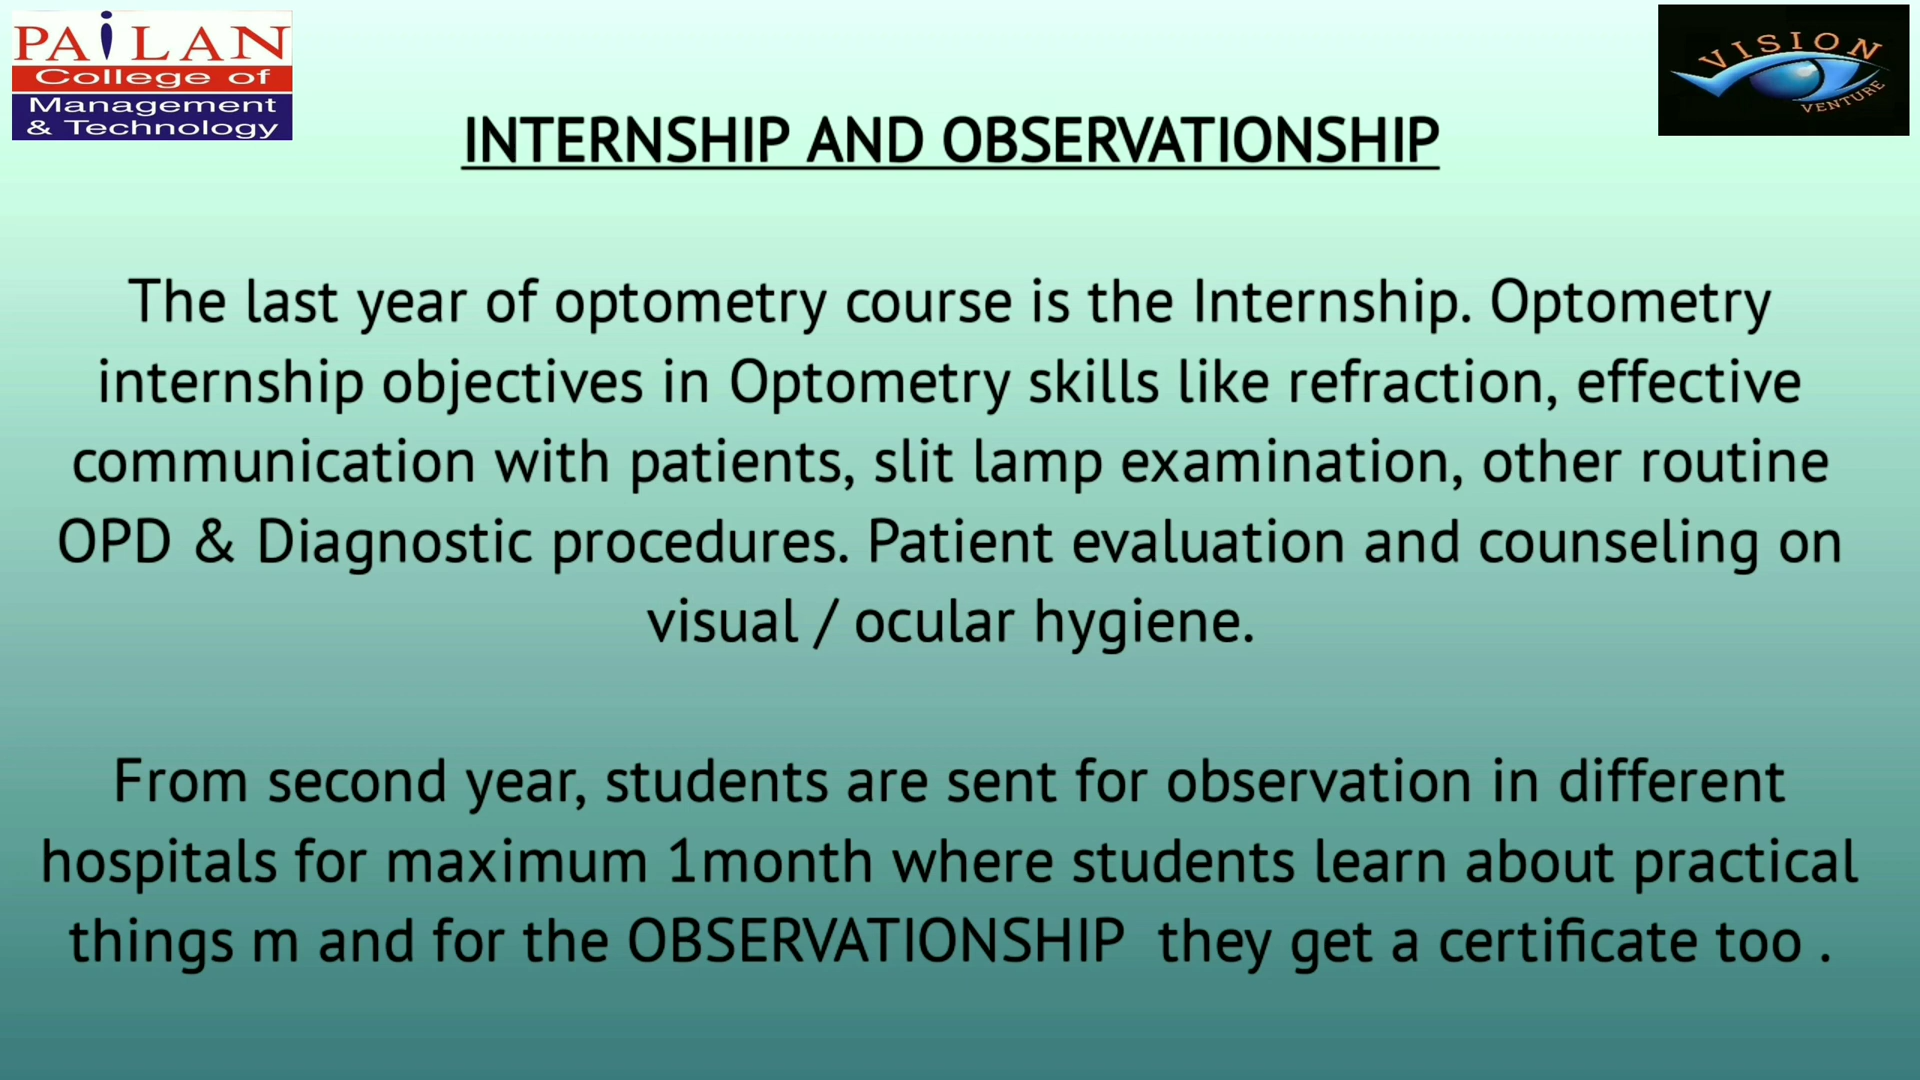 PAiLAN
College of
Management
& Technology
VISION
VENTURE
INTERNSHIP AND OBSERVATIONSHIP
The last year of optometry course is the Internship. Optometry
internship objectives in Optometry skills like refraction, effective
communication with patients, slit lamp examination, other routine
OPD & Diagnostic procedures. Patient evaluation and counseling on
visual / ocular hygiene.
From second year, students are sent for observation in different
hospitals for maximum 1month where students learn about practical
things m and for the OBSERVATIONSHIP  they get a certificate too .